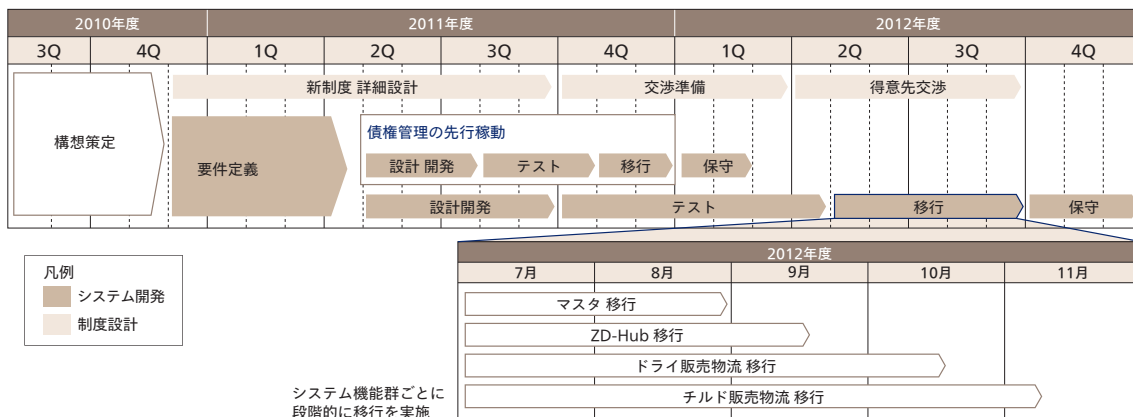 2010年度 2011年度 2012年度
3Q 4Q 1Q 2Q 3Q 4Q 1Q 2Q 3Q 4Q
新制度 詳細設計 交渉準備 得意先交渉
構想策定
要件定義
債権管理の先行稼動
設計 開発 テスト 移行 保守
設計開発 テスト 移行 保守
2012年度
7月 8月 9月 10月 11月
マスタ 移行
ZD-Hub 移行
ドライ販売物流 移行
チルド販売物流 移行
凡例
システム開発
制度設計
システム機能群ごとに
段階的に移行を実施